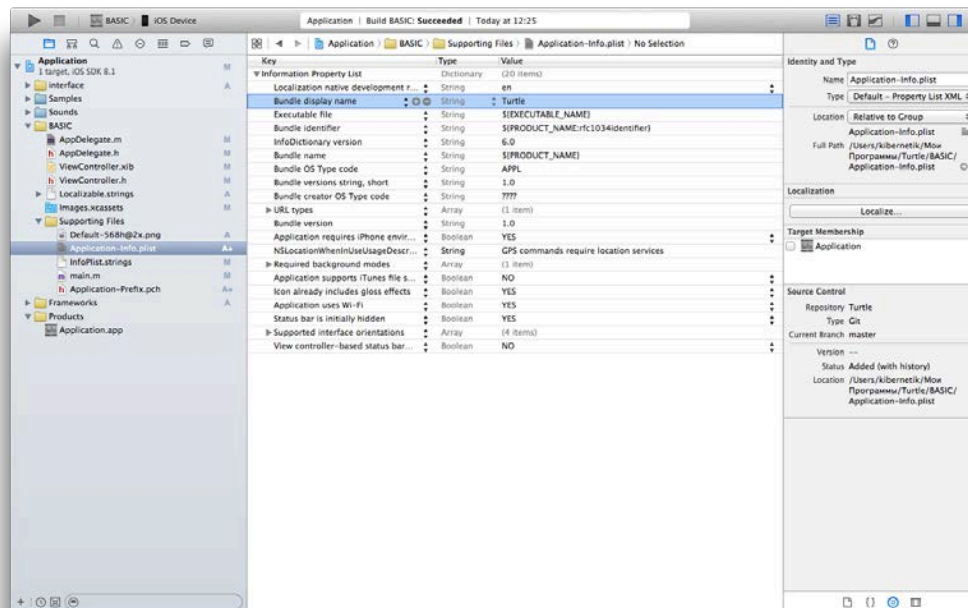 BASIC
iOS Device
Application | Build BASIC: Succeeded | Today at 12:25
Application
BASIC
Supporting Files
Application-Info.plist
No Selection
Application
1 target, iOS SDK 8.1
M
Interface
A
Samples
Sounds
BASIC
AppDelegate.m
M
AppDelegate.h
M
ViewController.xib
M
ViewController.h
M
Localizable.strings
A
Images.xcassets
M
Supporting Files
Default-568h@2x.png
A
Application-Info.plist
A+
InfoPlist.strings
M
main.m
M
Application-Prefix.pch
A+
Frameworks
A
Products
Application.app
Key Type Value
Information Property List Dictionary (20 items)
Localization native development r... String en
Bundle display name String Turtle
Executable file String ${EXECUTABLE_NAME}
Bundle identifier String ${PRODUCT_NAME:rfc1034identifier}
InfoDictionary version String 6.0
Bundle name String ${PRODUCT_NAME}
Bundle OS Type code String APPL
Bundle versions string, short String 1.0
Bundle creator OS Type code String ????
URL types Array (1 item)
Bundle version String 1.0
Application requires iPhone envir... Boolean YES
NSLocationWhenInUseUsageDescr... String GPS commands require location services
Required background modes Array (1 item)
Application supports iTunes file s... Boolean NO
Icon already includes gloss effects Boolean YES
Application uses Wi-Fi Boolean YES
Status bar is initially hidden Boolean YES
Supported interface orientations Array (4 items)
View controller-based status bar... Boolean NO
Identity and Type
Name Application-Info.plist
Type Default - Property List XML
Location Relative to Group
Application-Info.plist
Full Path /Users/kibernetik/Мои
Программы/Turtle/BASIC/
Application-Info.plist
Localization
Localize...
Target Membership
Application
Source Control
Repository Turtle
Type Git
Current Branch master
Version --
Status Added (with history)
Location /Users/kibernetik/Мои
Программы/Turtle/BASIC/
Application-Info.plist